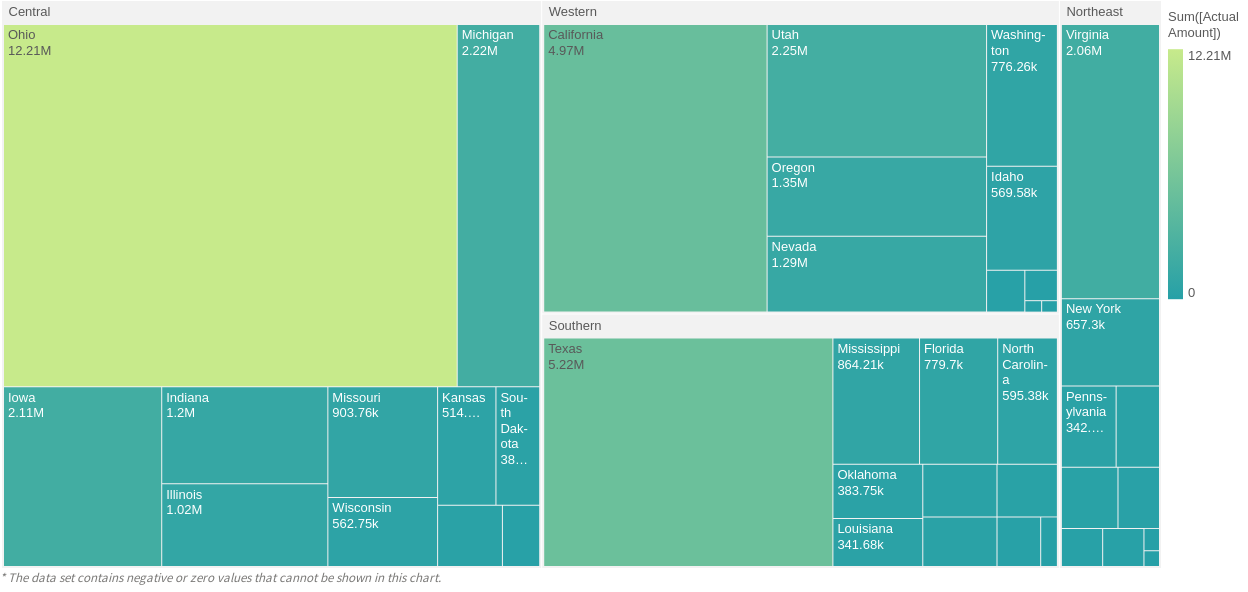 Central
Ohio
12.21M
Michigan
2.22M
Iowa
2.11M
Indiana
1.2M
Illinois
1.02M
Missouri
903.76k
Wisconsin
562.75k
Kansas
514.…
Sou-
th
Dak-
ota
38…
Western
California
4.97M
Utah
2.25M
Oregon
1.35M
Nevada
1.29M
Washing-
ton
776.26k
Idaho
569.58k
Southern
Texas
5.22M
Mississippi
864.21k
Florida
779.7k
North
Carolin-
a
595.38k
Oklahoma
383.75k
Louisiana
341.68k
Northeast
Virginia
2.06M
New York
657.3k
Penns-
ylvania
342.…
Sum([Actual
Amount])
12.21M
0
* The data set contains negative or zero values that cannot be shown in this chart.